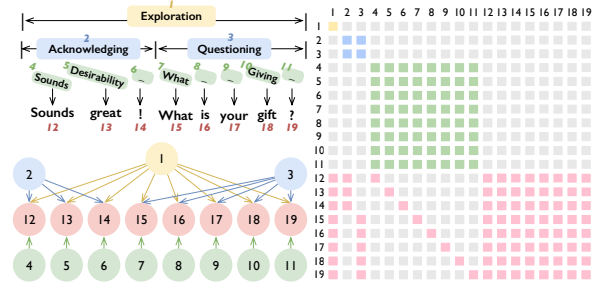 1
Exploration
2 3
Acknowledging Questioning
4 5 6 7 8 9 10 11
Sounds Desirability _ What _ _ Giving _
Sounds great ! What is your gift ?
12 13 14 15 16 17 18 19
1
2 3
12 13 14 15 16 17 18 19
4 5 6 7 8 9 10 11
1 2 3 4 5 6 7 8 9 10 11 12 13 14 15 16 17 18 19
1
2
3
4
5
6
7
8
9
10
11
12
13
14
15
16
17
18
19